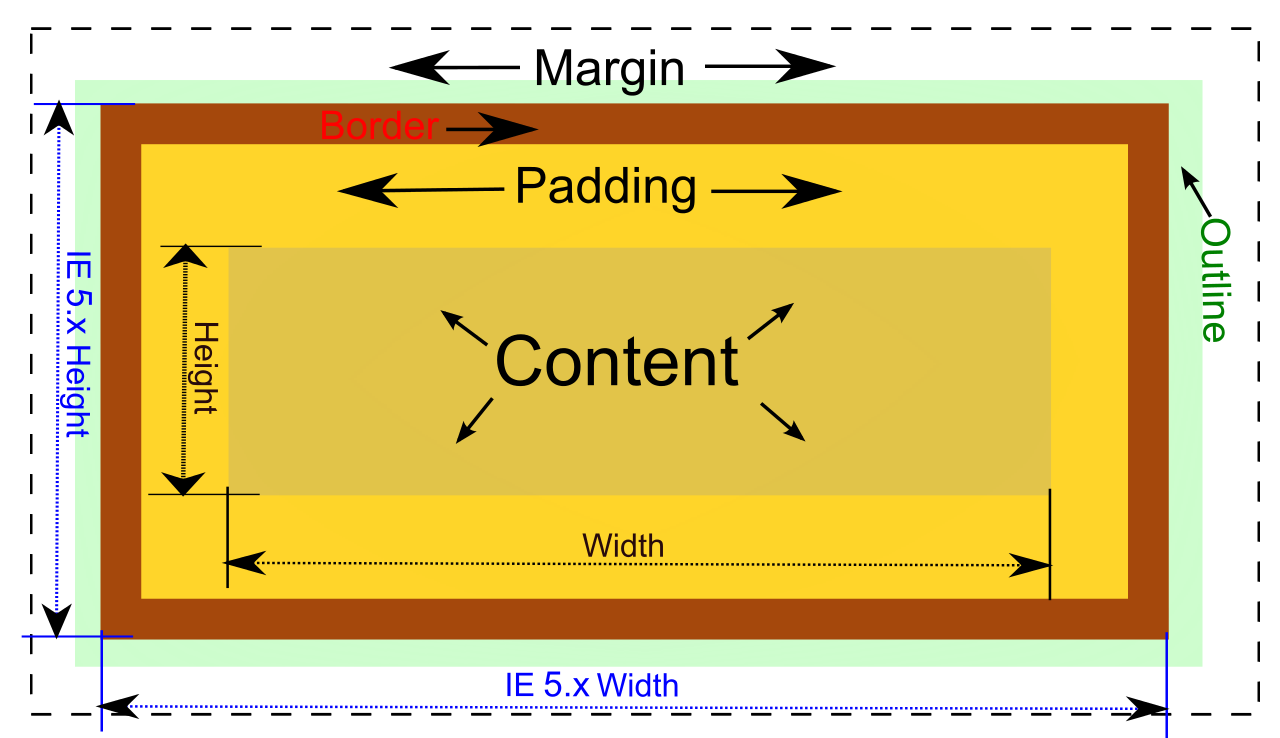 Margin
Border
Padding
Outline
IE 5.x Height
Height
Content
Width
IE 5.x Width